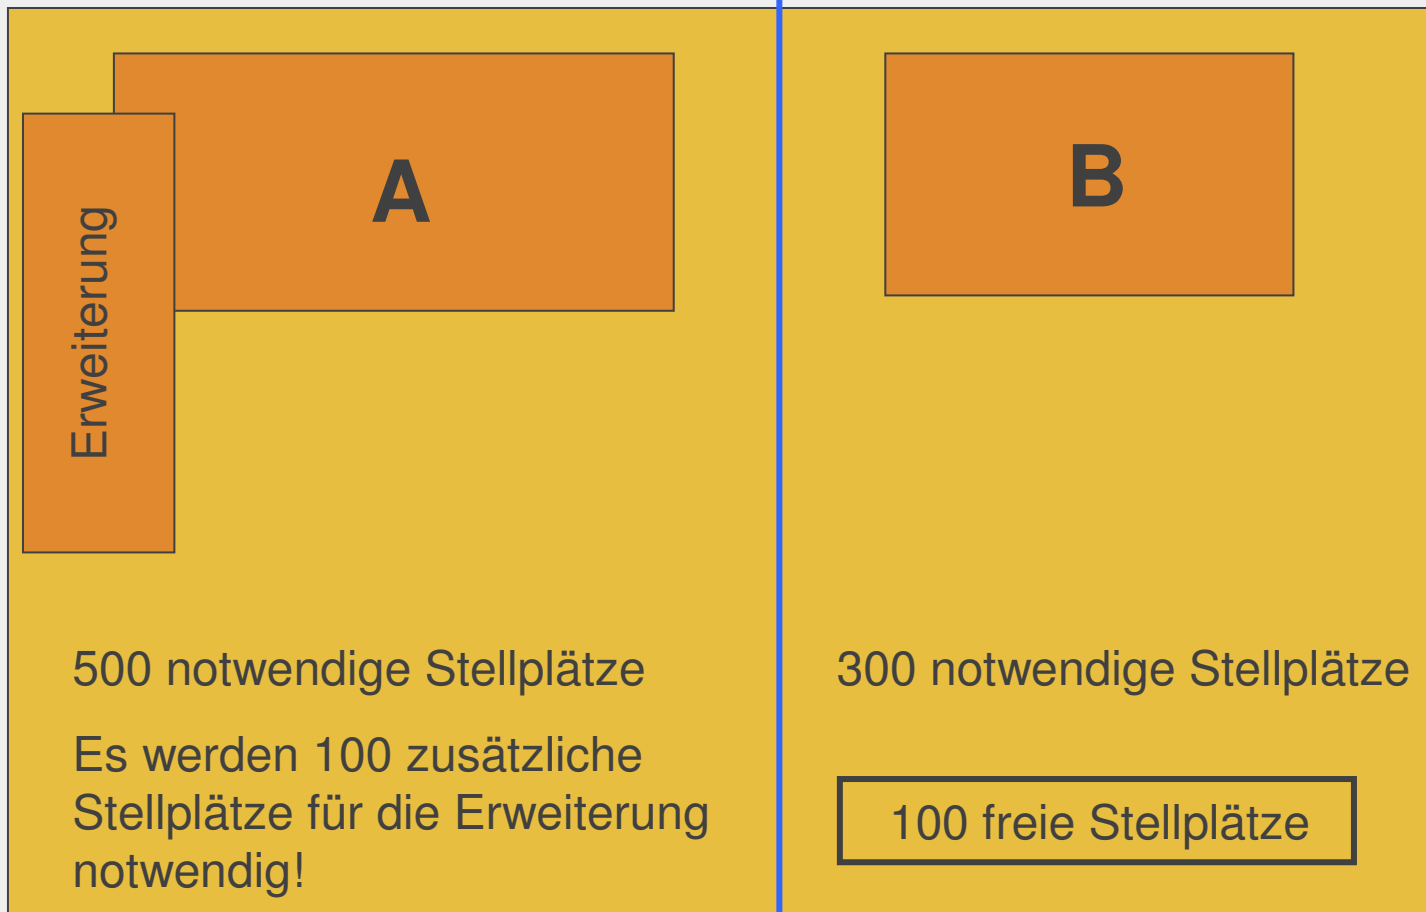 A
Erweiterung
500 notwendige Stellplätze
Es werden 100 zusätzliche
Stellplätze für die Erweiterung
notwendig!
B
300 notwendige Stellplätze
100 freie Stellplätze